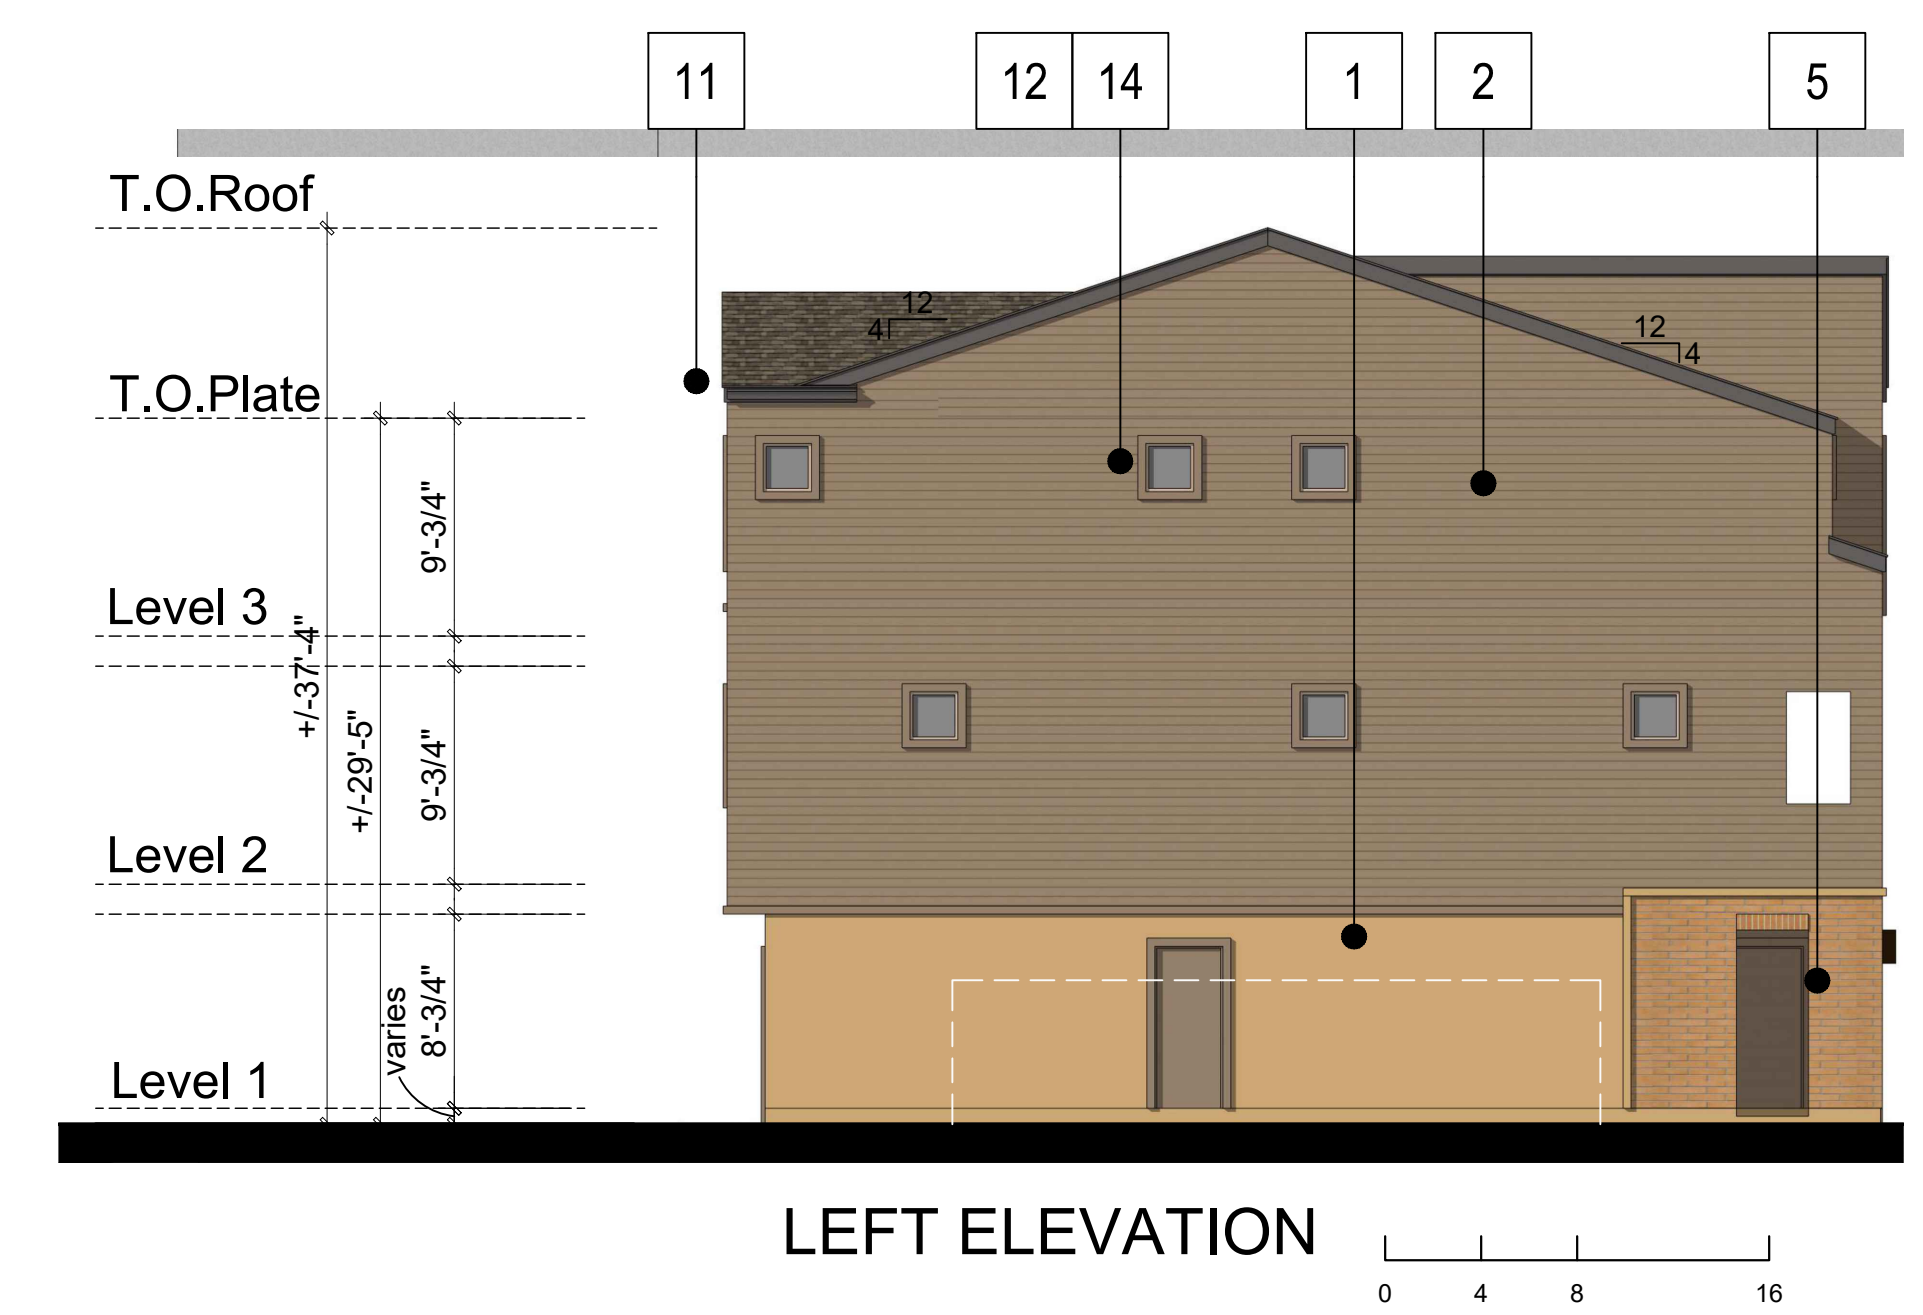 11 12 14 1 2 5
T.O.Roof
12
4
12
4
T.O.Plate
9'-3/4"
Level 3
+/-37'-4"
+/-29'-5"
9'-3/4"
Level 2
varies
8'-3/4"
Level 1
LEFT ELEVATION
0 4 8 16